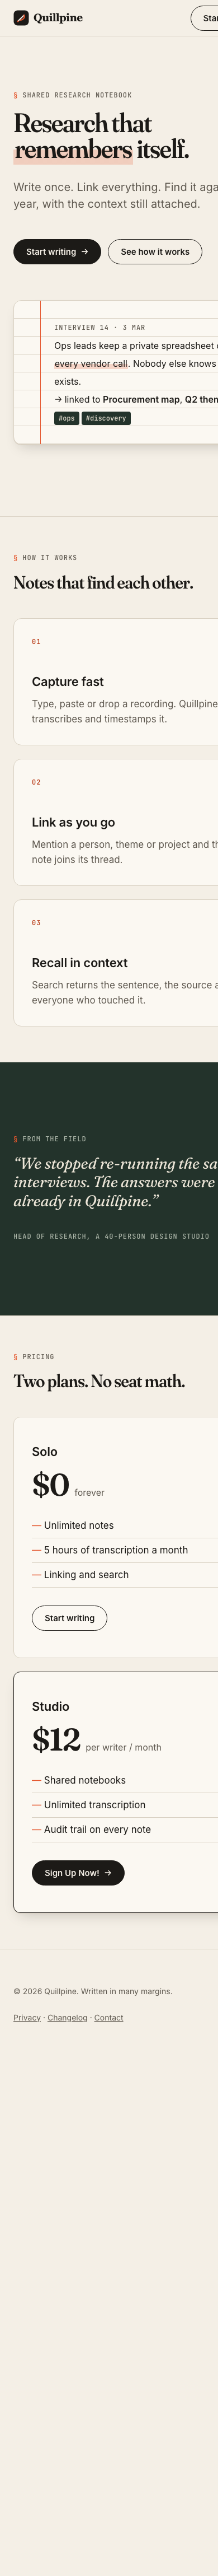 Quillpine
Star
§ SHARED RESEARCH NOTEBOOK
Research that
remembers itself.
Write once. Link everything. Find it aga
year, with the context still attached.
Start writing →
See how it works
INTERVIEW 14 · 3 MAR
Ops leads keep a private spreadsheet
every vendor call. Nobody else knows
exists.
→ linked to Procurement map, Q2 then
#ops #discovery
§ HOW IT WORKS
Notes that find each other.
01
Capture fast
Type, paste or drop a recording. Quillpine
transcribes and timestamps it.
02
Link as you go
Mention a person, theme or project and th
note joins its thread.
03
Recall in context
Search returns the sentence, the source a
everyone who touched it.
§ FROM THE FIELD
“We stopped re-running the sa
interviews. The answers were
already in Quillpine.”
HEAD OF RESEARCH, A 40-PERSON DESIGN STUDIO
§ PRICING
Two plans. No seat math.
Solo
$0 forever
— Unlimited notes
— 5 hours of transcription a month
— Linking and search
Start writing
Studio
$12 per writer / month
— Shared notebooks
— Unlimited transcription
— Audit trail on every note
Sign Up Now! →
© 2026 Quillpine. Written in many margins.
Privacy · Changelog · Contact